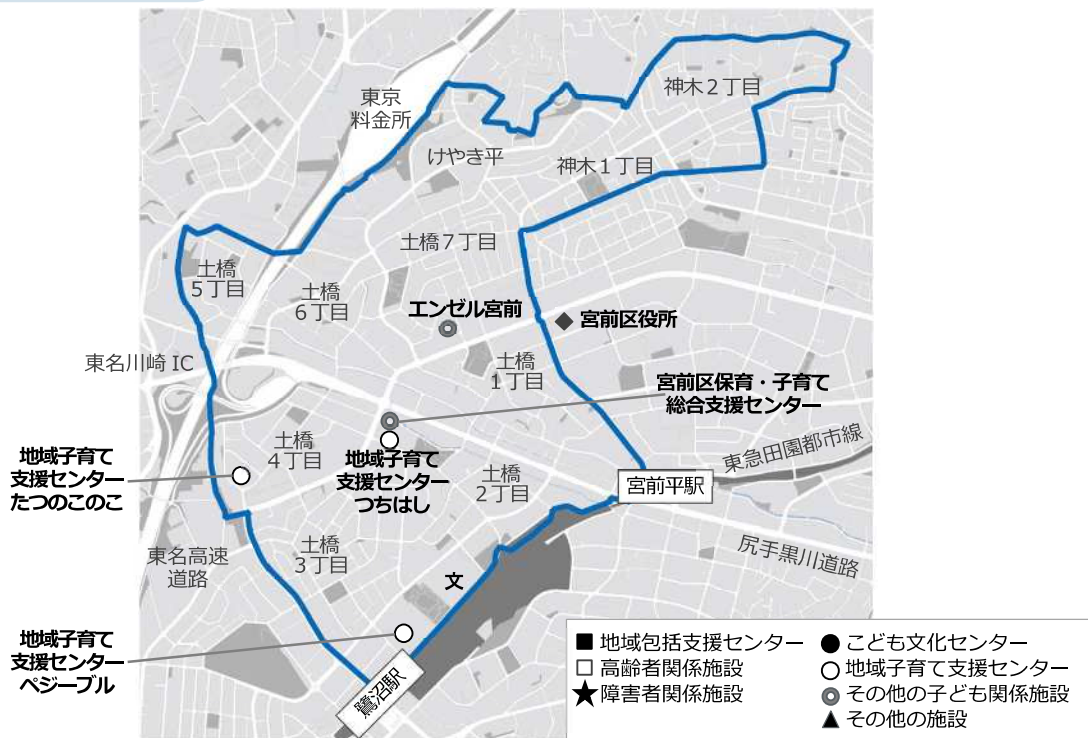 神木２丁目
東京
料金所
けやき平
神木１丁目
土橋７丁目
土橋
５丁目
土橋
６丁目
エンゼル宮前
宮前区役所
東名川崎 IC
土橋
１丁目
宮前区保育・子育て
総合支援センター
地域子育て
支援センター
たつのこのこ
土橋
４丁目
地域子育て
支援センター
つちはし
土橋
２丁目
東急田園都市線
宮前平駅
東名高速
道路
土橋
３丁目
尻手黒川道路
文
地域子育て
支援センター
ベジーブル
鷺沼駅
■ 地域包括支援センター
□ 高齢者関係施設
★ 障害者関係施設
● こども文化センター
○ 地域子育て支援センター
◎ その他の子ども関係施設
▲ その他の施設